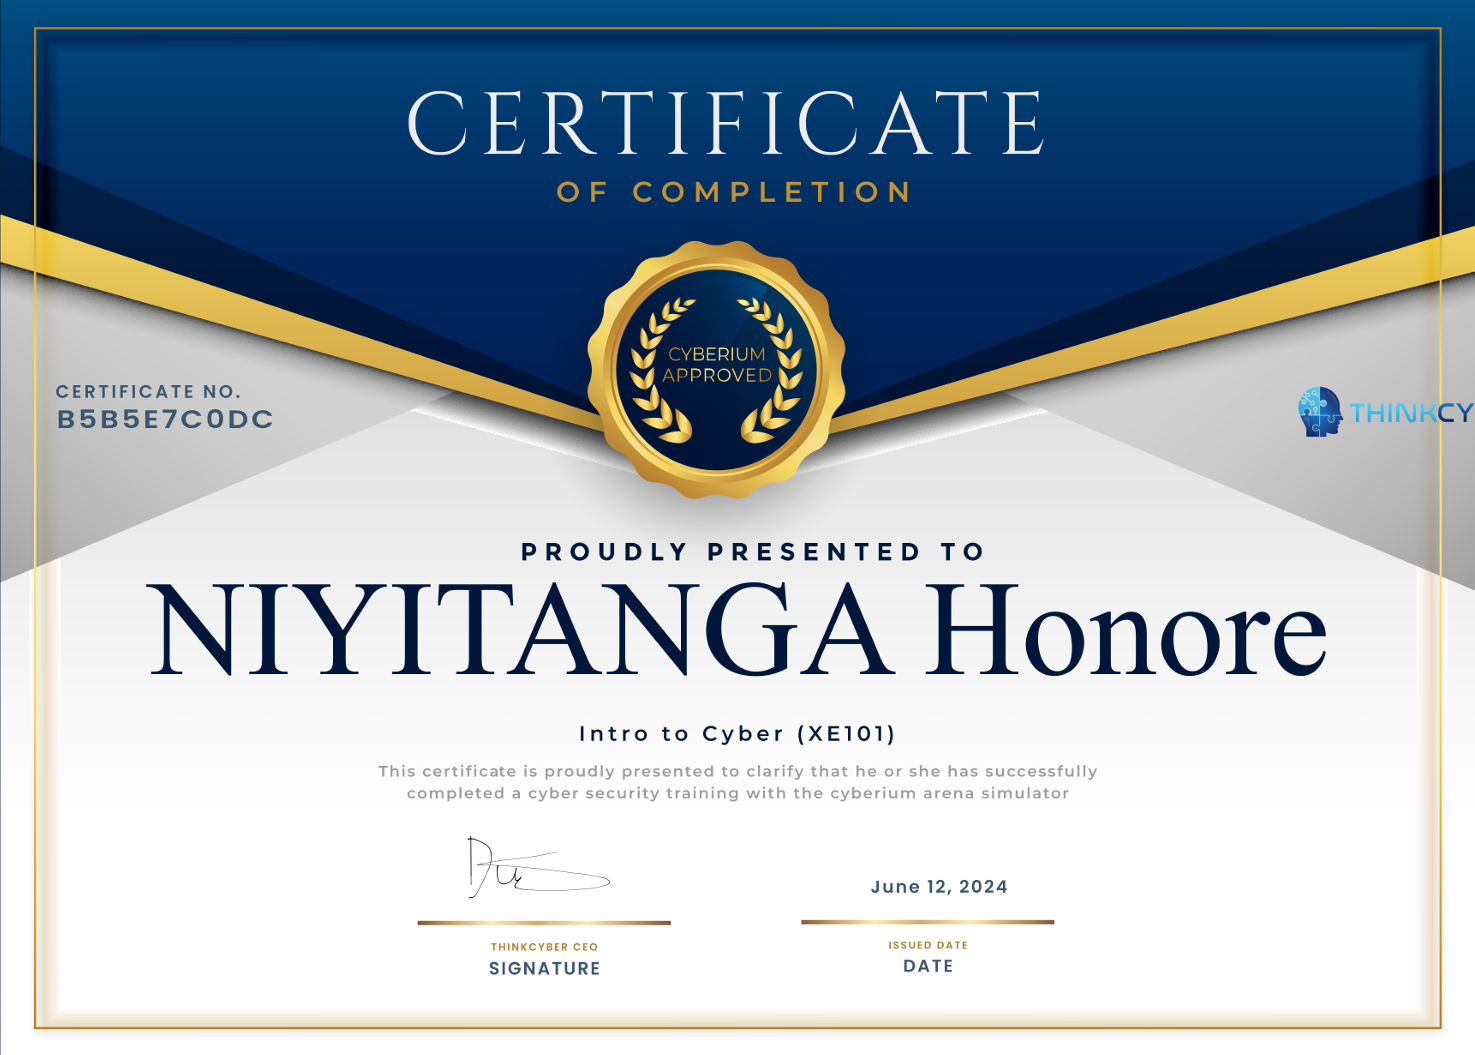 CERTIFICATE
OF COMPLETION
CYBERIUM
APPROVED
CERTIFICATE NO.
B5B5E7C0DC
THINKCY
PROUDLY PRESENTED TO
NIYITANGA Honore
Intro to Cyber (XE101)
This certificate is proudly presented to clarify that he or she has successfully
completed a cyber security training with the cyberium arena simulator
June 12, 2024
THINKCYBER CEO
SIGNATURE
ISSUED DATE
DATE